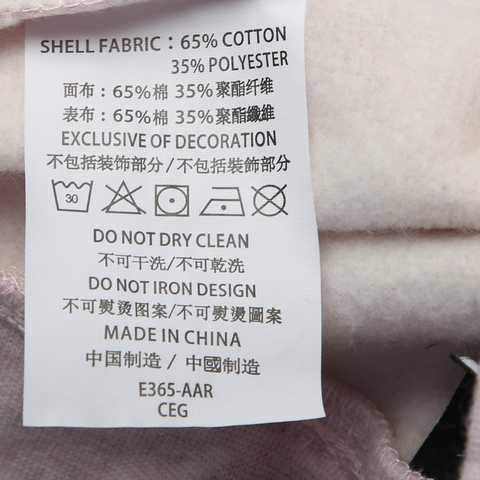 SHELL FABRIC：65% COTTON
35% POLYESTER
面布：65%棉 35%聚酯纤维
表布：65%棉 35%聚酯纖維
EXCLUSIVE OF DECORATION
不包括装饰部分/不包括裝飾部分
30
DO NOT DRY CLEAN
不可干洗/不可乾洗
DO NOT IRON DESIGN
不可熨烫图案/不可熨燙圖案
MADE IN CHINA
中国制造 / 中國製造
E365-AAR
CEG